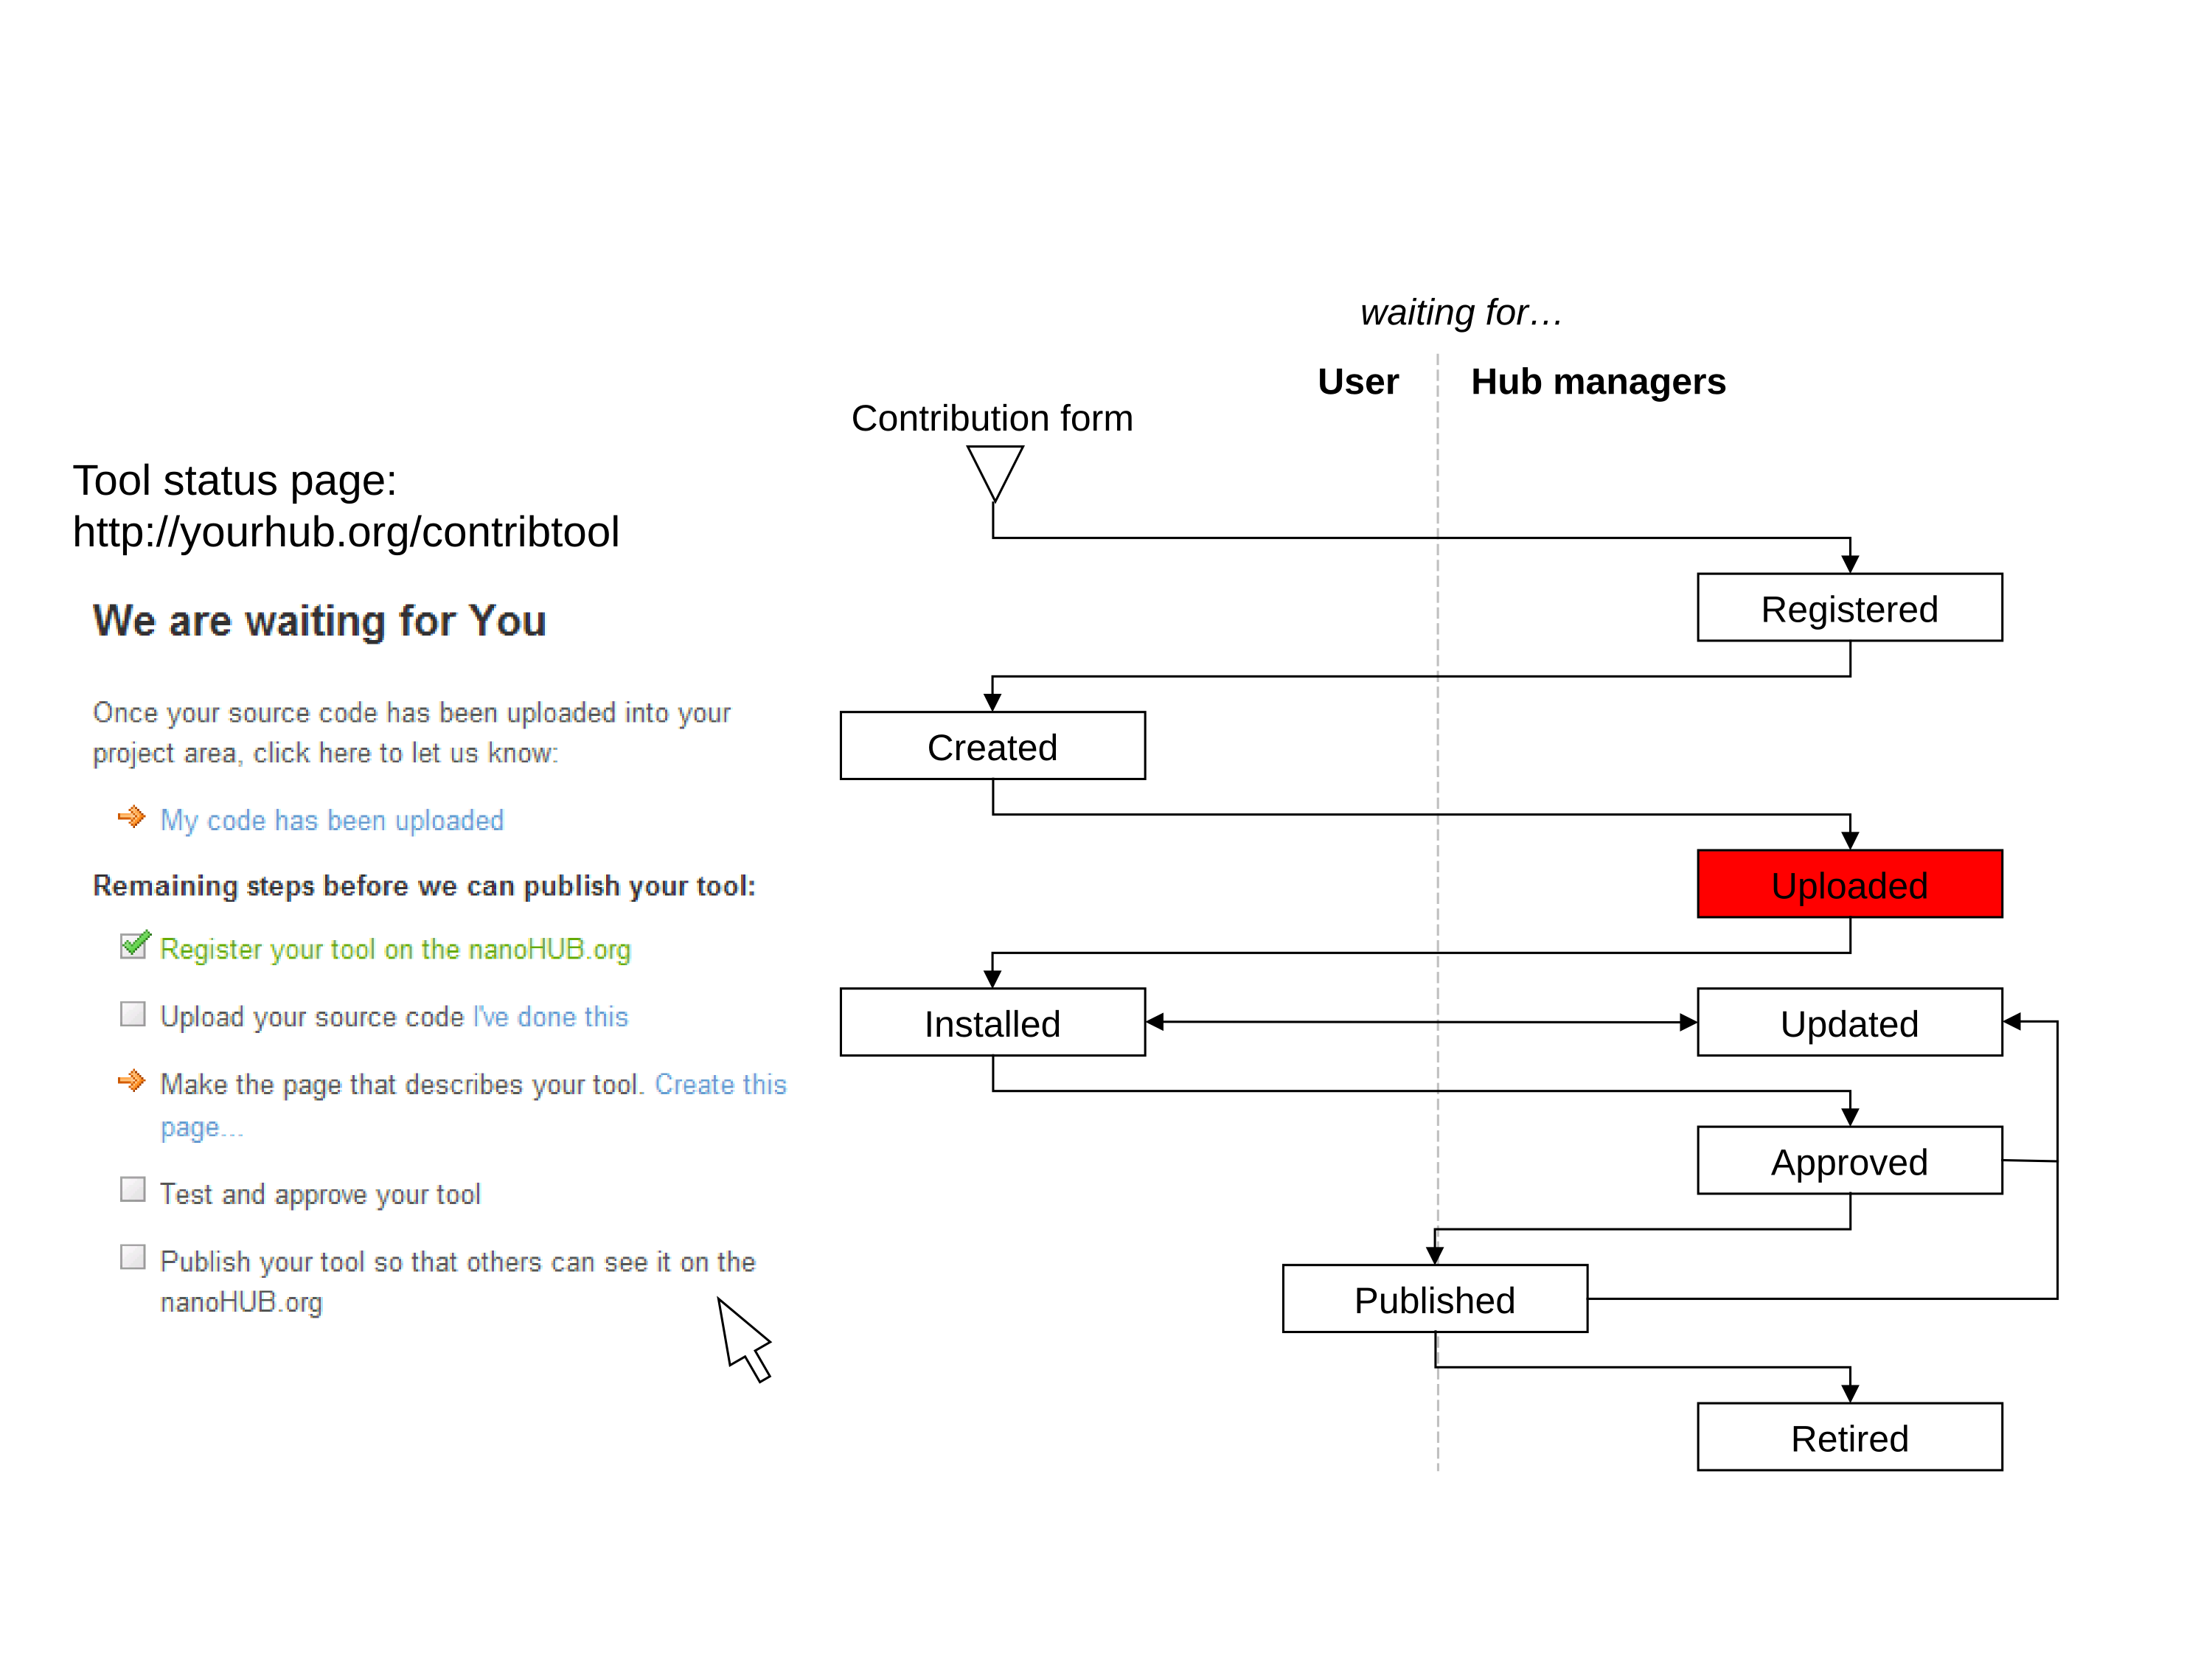 Tool status page:
http://yourhub.org/contribtool
We are waiting for You
Once your source code has been uploaded into your
project area, click here to let us know:
My code has been uploaded
Remaining steps before we can publish your tool:
Register your tool on the nanoHUB.org
Upload your source code I've done this
Make the page that describes your tool. Create this
page...
Test and approve your tool
Publish your tool so that others can see it on the
nanoHUB.org
waiting for…
User
Hub managers
Contribution form
Registered
Created
Uploaded
Installed
Updated
Approved
Published
Retired